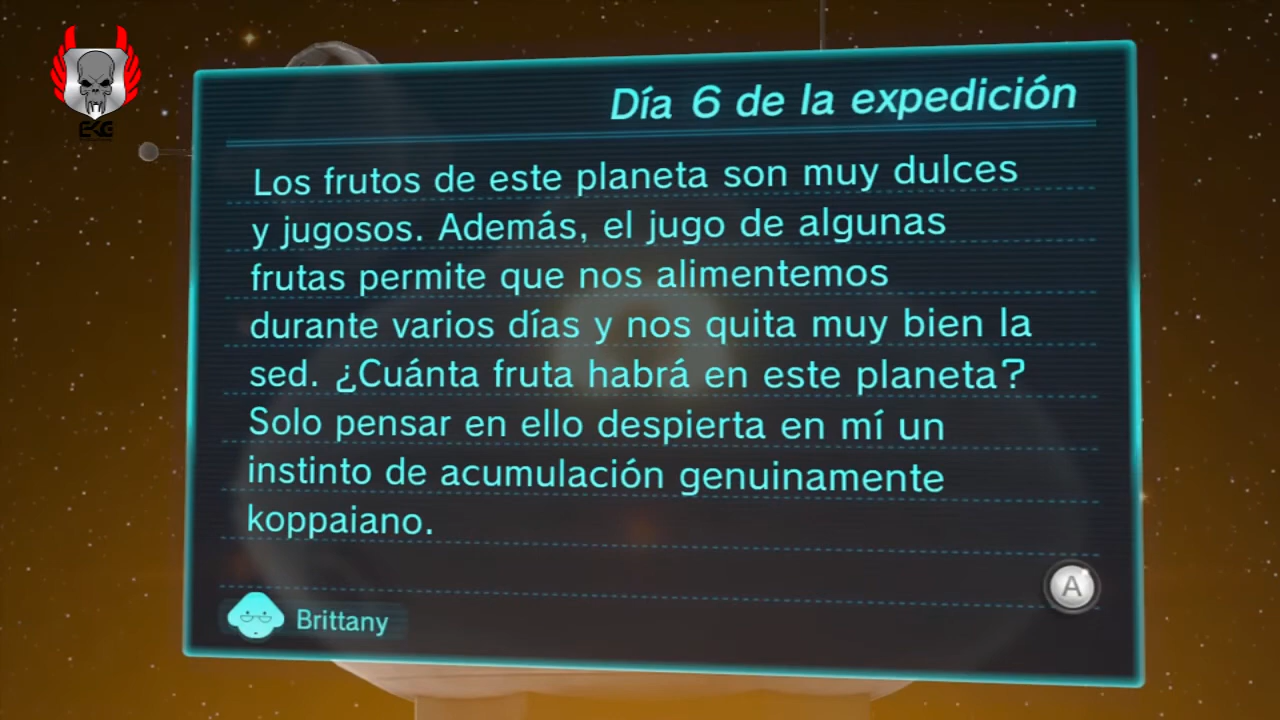 EKG
Día 6 de la expedición
Los frutos de este planeta son muy dulces
y jugosos. Además, el jugo de algunas
frutas permite que nos alimentemos
durante varios días y nos quita muy bien la
sed. ¿Cuánta fruta habrá en este planeta?
Solo pensar en ello despierta en mí un
instinto de acumulación genuinamente
koppaiano.
A
Brittany